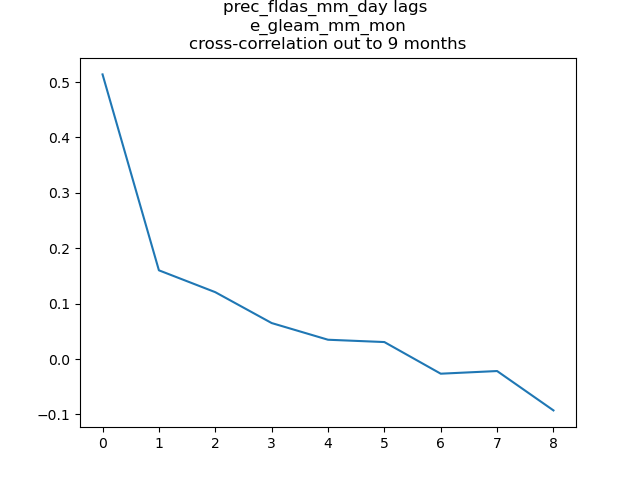 prec_fldas_mm_day lags
e_gleam_mm_mon
cross-correlation out to 9 months
0.5
0.4
0.3
0.2
0.1
0.0
−0.1
0 1 2 3 4 5 6 7 8